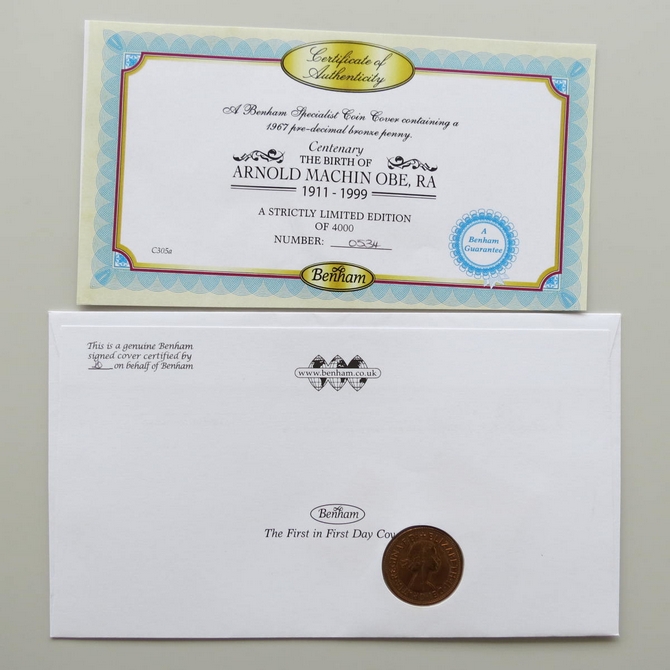 Certificate of
Authenticity
A Benham Specialist Coin Cover containing a
1967 pre-decimal bronze penny.
Centenary
THE BIRTH OF
ARNOLD MACHIN OBE, RA
1911 - 1999
A STRICTLY LIMITED EDITION
OF 4000
NUMBER: 0534
C305a
A
Benham
Guarantee
Benham
This is a genuine Benham
signed cover certified by
on behalf of Benham
www.benham.co.uk
Benham
The First in First Day Cov